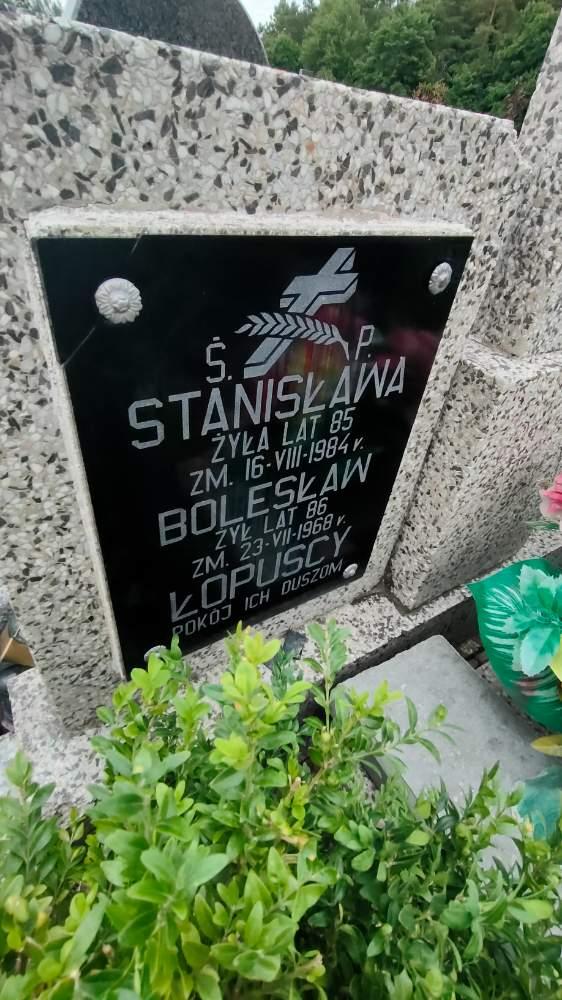 Ś. P.
STANISŁAWA
ŻYŁA LAT 85
ZM. 16-VIII-1984 r.
BOLESŁAW
ŻYŁ LAT 86
ZM. 23-VII-1968 r.
ŁOPUSCY
POKÓJ ICH DUSZOM